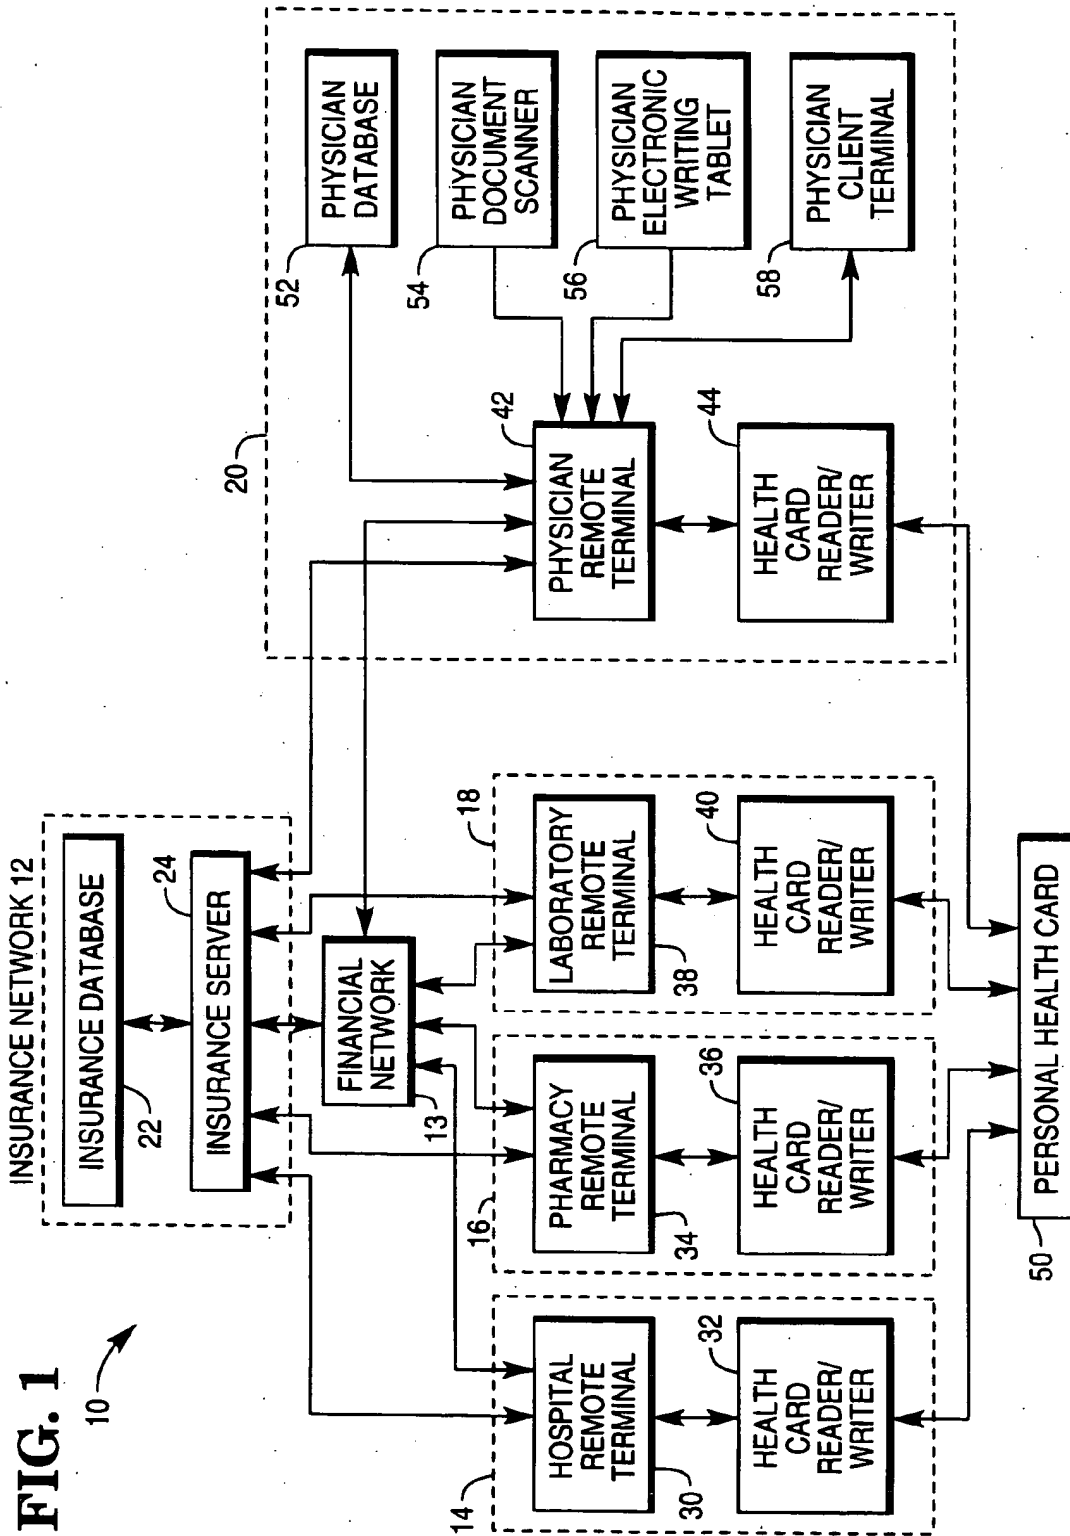 FIG. 1
10
INSURANCE NETWORK 12
INSURANCE DATABASE
22
24
INSURANCE SERVER
FINANCIAL
NETWORK
13
14
HOSPITAL
REMOTE
TERMINAL
30
32
HEALTH
CARD
READER/
WRITER
16
PHARMACY
REMOTE
TERMINAL
34
36
HEALTH
CARD
READER/
WRITER
18
LABORATORY
REMOTE
TERMINAL
38
40
HEALTH
CARD
READER/
WRITER
20
42
PHYSICIAN
REMOTE
TERMINAL
44
HEALTH
CARD
READER/
WRITER
52
PHYSICIAN
DATABASE
54
PHYSICIAN
DOCUMENT
SCANNER
56
PHYSICIAN
ELECTRONIC
WRITING
TABLET
58
PHYSICIAN
CLIENT
TERMINAL
50
PERSONAL HEALTH CARD